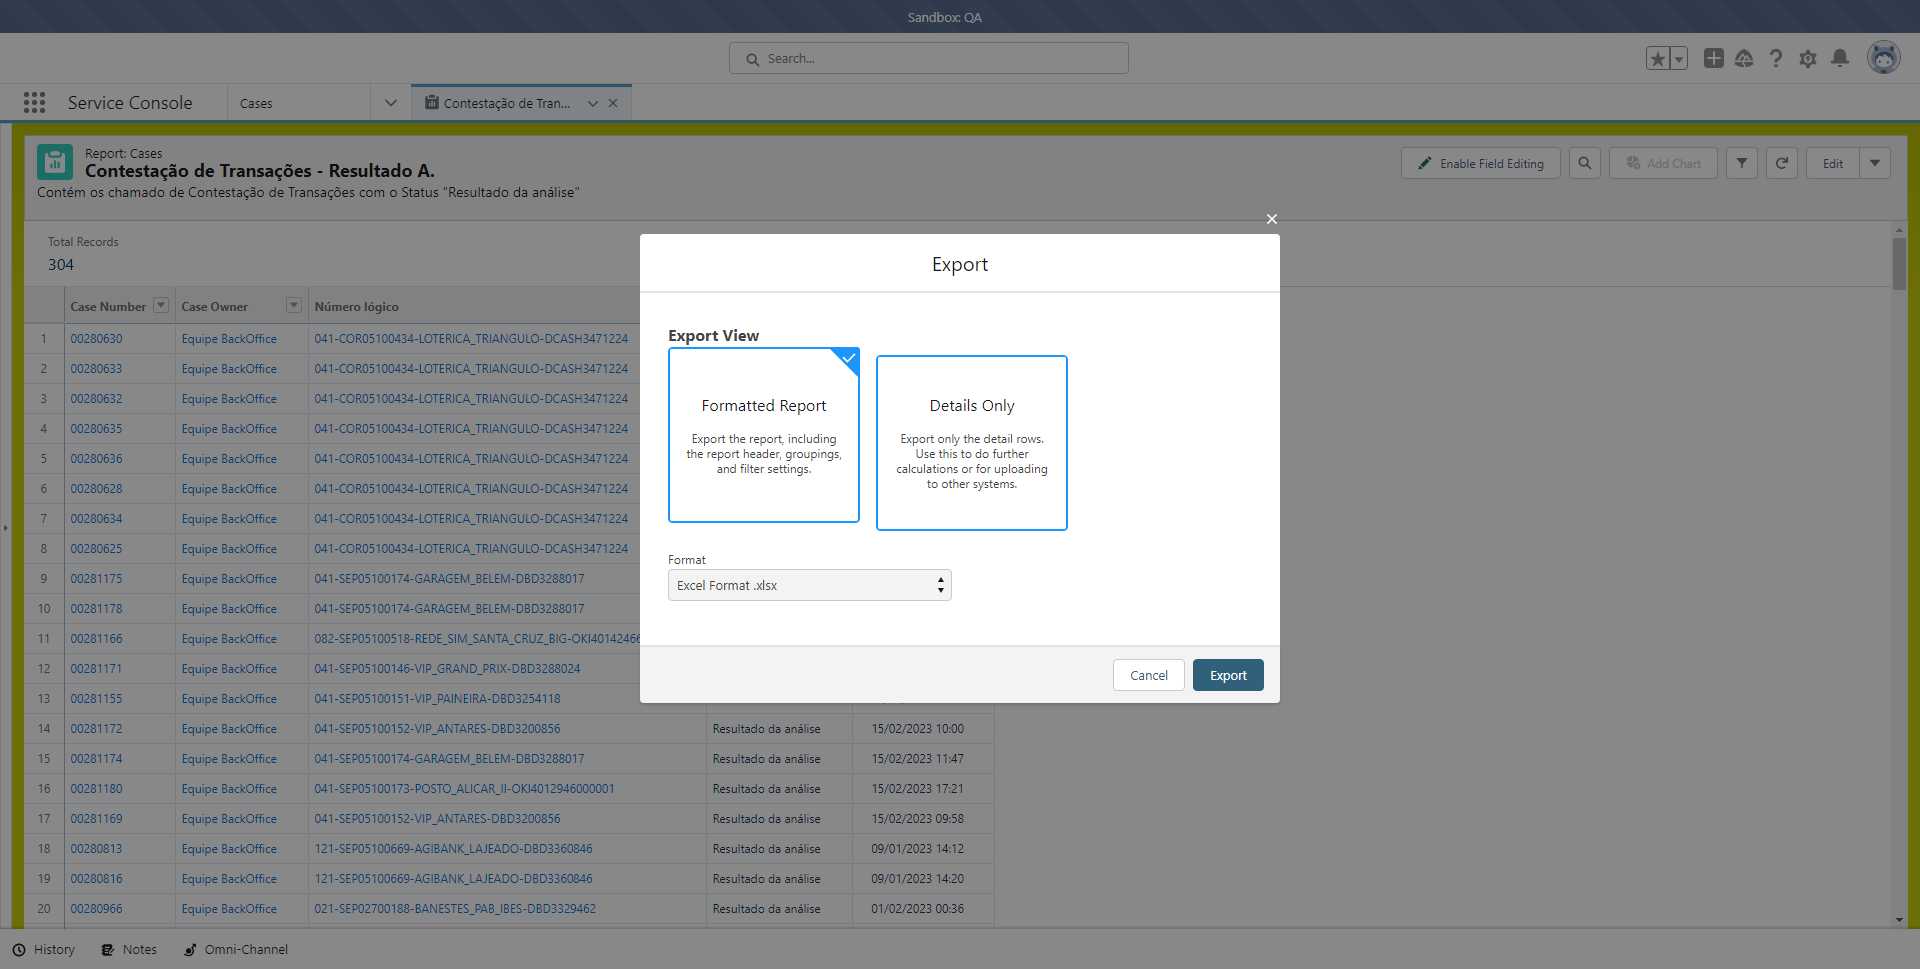 Sandbox: QA
Search...
Service Console
Cases
Contestação de Tran...
Report: Cases
Contestação de Transações - Resultado A.
Contém os chamado de Contestação de Transações com o Status "Resultado da análise"
Enable Field Editing
Add Chart
Edit
Total Records
304
Case Number Case Owner Número lógico
1 00280630 Equipe BackOffice 041-COR05100434-LOTERICA_TRIANGULO-DCASH3471224
2 00280633 Equipe BackOffice 041-COR05100434-LOTERICA_TRIANGULO-DCASH3471224
3 00280632 Equipe BackOffice 041-COR05100434-LOTERICA_TRIANGULO-DCASH3471224
4 00280635 Equipe BackOffice 041-COR05100434-LOTERICA_TRIANGULO-DCASH3471224
5 00280636 Equipe BackOffice 041-COR05100434-LOTERICA_TRIANGULO-DCASH3471224
6 00280628 Equipe BackOffice 041-COR05100434-LOTERICA_TRIANGULO-DCASH3471224
7 00280634 Equipe BackOffice 041-COR05100434-LOTERICA_TRIANGULO-DCASH3471224
8 00280625 Equipe BackOffice 041-COR05100434-LOTERICA_TRIANGULO-DCASH3471224
9 00281175 Equipe BackOffice 041-SEP05100174-GARAGEM_BELEM-DBD3288017
10 00281178 Equipe BackOffice 041-SEP05100174-GARAGEM_BELEM-DBD3288017
11 00281166 Equipe BackOffice 082-SEP05100518-REDE_SIM_SANTA_CRUZ_BIG-OKI40142466
12 00281171 Equipe BackOffice 041-SEP05100146-VIP_GRAND_PRIX-DBD3288024
13 00281155 Equipe BackOffice 041-SEP05100151-VIP_PAINEIRA-DBD3254118
14 00281172 Equipe BackOffice 041-SEP05100152-VIP_ANTARES-DBD3200856 Resultado da análise 15/02/2023 10:00
15 00281174 Equipe BackOffice 041-SEP05100174-GARAGEM_BELEM-DBD3288017 Resultado da análise 15/02/2023 11:47
16 00281180 Equipe BackOffice 041-SEP05100173-POSTO_ALICAR_II-OKI4012946000001 Resultado da análise 15/02/2023 17:21
17 00281169 Equipe BackOffice 041-SEP05100152-VIP_ANTARES-DBD3200856 Resultado da análise 15/02/2023 09:58
18 00280813 Equipe BackOffice 121-SEP05100669-AGIBANK_LAJEADO-DBD3360846 Resultado da análise 09/01/2023 14:12
19 00280816 Equipe BackOffice 121-SEP05100669-AGIBANK_LAJEADO-DBD3360846 Resultado da análise 09/01/2023 14:20
20 00280966 Equipe BackOffice 021-SEP02700188-BANESTES_PAB_IBES-DBD3329462 Resultado da análise 01/02/2023 00:36
Export
Export View
Formatted Report
Export the report, including
the report header, groupings,
and filter settings.
Details Only
Export only the detail rows.
Use this to do further
calculations or for uploading
to other systems.
Format
Excel Format .xlsx
Cancel
Export
History
Notes
Omni-Channel